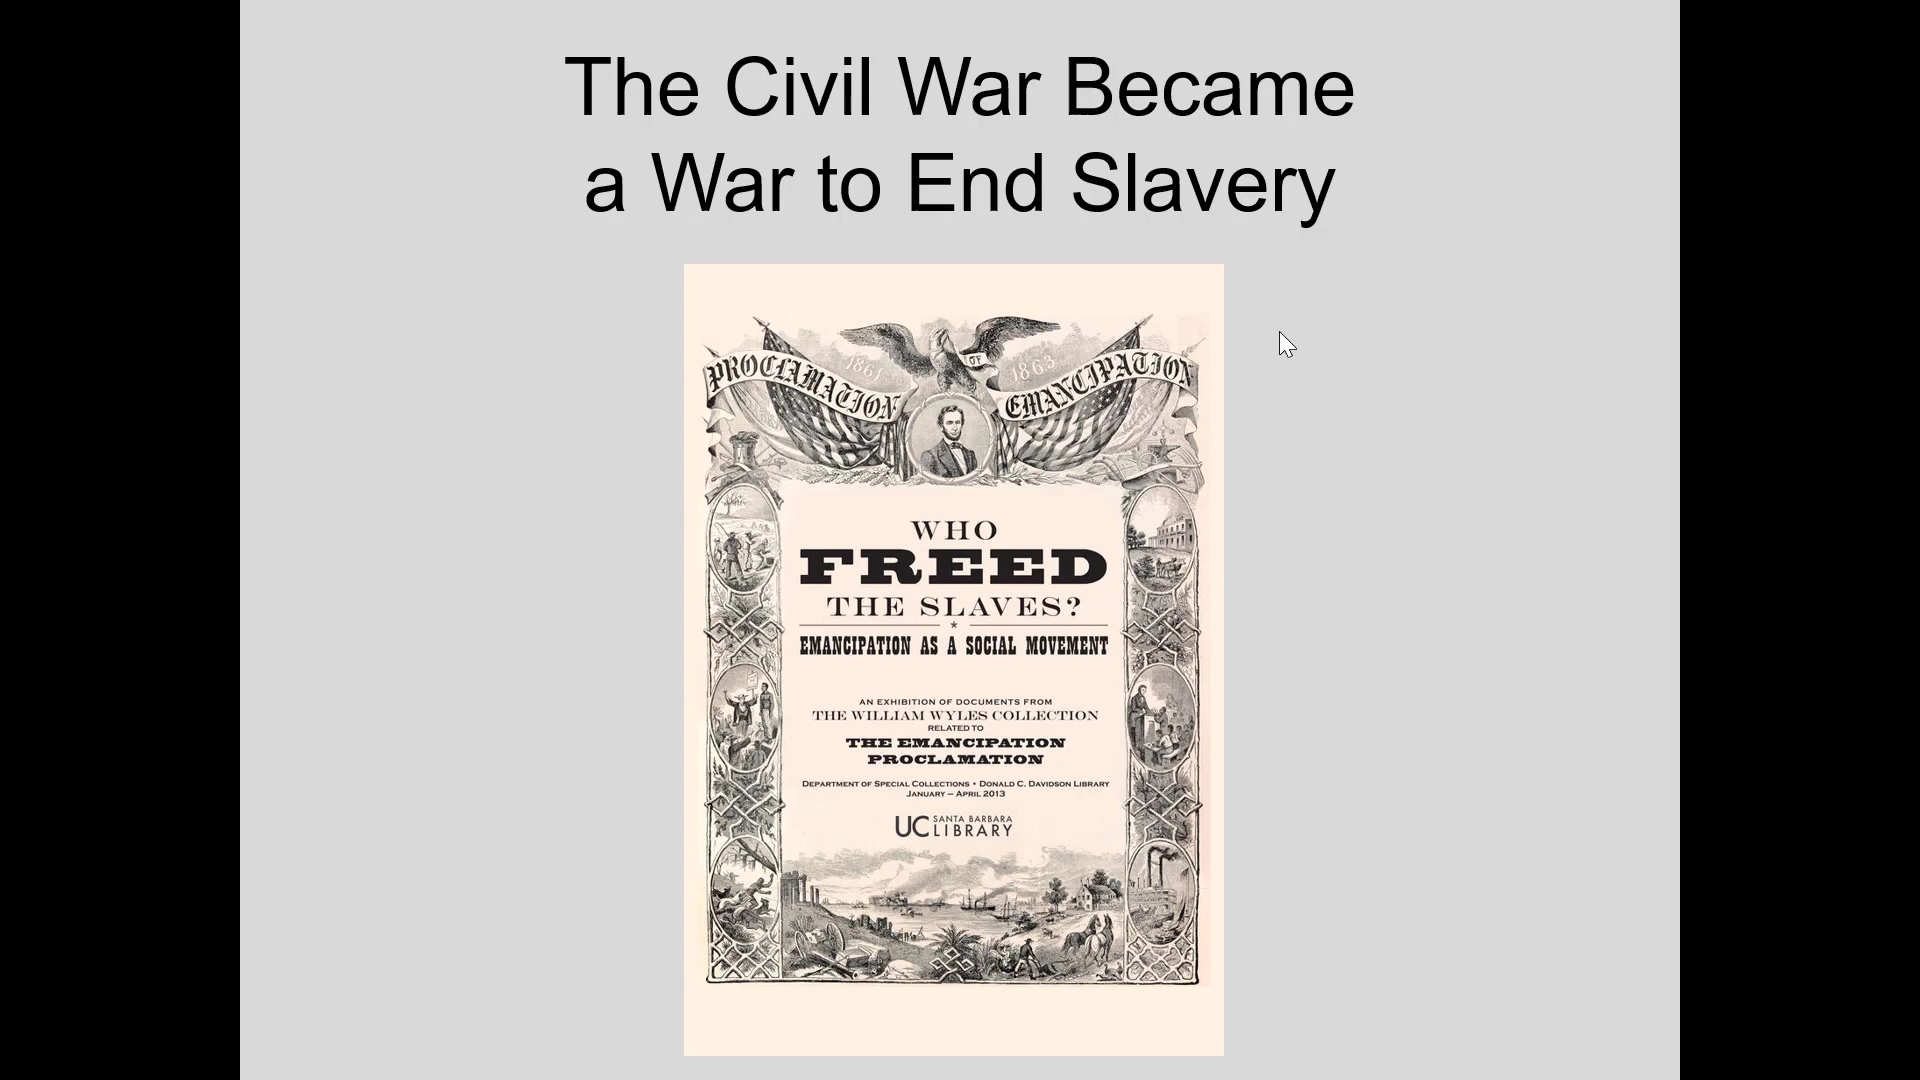 The Civil War Became
a War to End Slavery
PROCLAMATION OF EMANCIPATION
1861 1863
WHO
FREED
THE SLAVES?
EMANCIPATION AS A SOCIAL MOVEMENT
AN EXHIBITION OF DOCUMENTS FROM
THE WILLIAM WYLES COLLECTION
RELATED TO
THE EMANCIPATION
PROCLAMATION
DEPARTMENT OF SPECIAL COLLECTIONS • DONALD C. DAVIDSON LIBRARY
JANUARY – APRIL 2013
UC SANTA BARBARA
LIBRARY